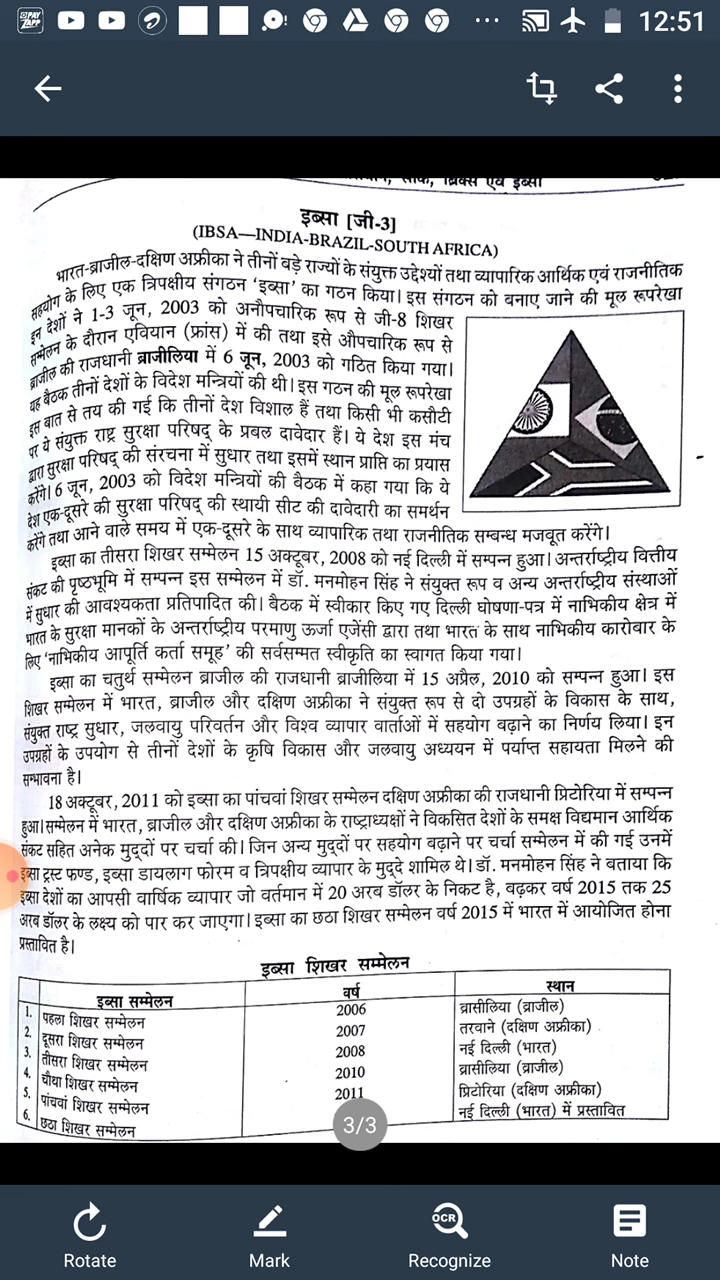 12:51
ब्रिक्स एवं इब्सा
इब्सा [जी-3]
(IBSA—INDIA-BRAZIL-SOUTH AFRICA)
भारत-ब्राजील-दक्षिण अफ्रीका ने तीनों बड़े राज्यों के संयुक्त उद्देश्यों तथा व्यापारिक आर्थिक एवं राजनीतिक
सहयोग के लिए एक त्रिपक्षीय संगठन ‘इब्सा’ का गठन किया। इस संगठन को बनाए जाने की मूल रूपरेखा
इन देशों ने 1-3 जून, 2003 को अनौपचारिक रूप से जी-8 शिखर
सम्मेलन के दौरान एवियान (फ्रांस) में की तथा इसे औपचारिक रूप से
ब्राजील की राजधानी ब्राजीलिया में 6 जून, 2003 को गठित किया गया।
यह बैठक तीनों देशों के विदेश मन्त्रियों की थी। इस गठन की मूल रूपरेखा
इस बात से तय की गई कि तीनों देश विशाल हैं तथा किसी भी कसौटी
पर ये संयुक्त राष्ट्र सुरक्षा परिषद् के प्रबल दावेदार हैं। ये देश इस मंच
द्वारा सुरक्षा परिषद् की संरचना में सुधार तथा इसमें स्थान प्राप्ति का प्रयास
करेंगे। 6 जून, 2003 को विदेश मन्त्रियों की बैठक में कहा गया कि ये
देश एक-दूसरे की सुरक्षा परिषद् की स्थायी सीट की दावेदारी का समर्थन
करेंगे तथा आने वाले समय में एक-दूसरे के साथ व्यापारिक तथा राजनीतिक सम्बन्ध मजबूत करेंगे।
इब्सा का तीसरा शिखर सम्मेलन 15 अक्टूबर, 2008 को नई दिल्ली में सम्पन्न हुआ। अन्तर्राष्ट्रीय वित्तीय
संकट की पृष्ठभूमि में सम्पन्न इस सम्मेलन में डॉ. मनमोहन सिंह ने संयुक्त रूप व अन्य अन्तर्राष्ट्रीय संस्थाओं
में सुधार की आवश्यकता प्रतिपादित की। बैठक में स्वीकार किए गए दिल्ली घोषणा-पत्र में नाभिकीय क्षेत्र में
भारत के सुरक्षा मानकों के अन्तर्राष्ट्रीय परमाणु ऊर्जा एजेंसी द्वारा तथा भारत के साथ नाभिकीय कारोबार के
लिए ‘नाभिकीय आपूर्ति कर्ता समूह’ की सर्वसम्मत स्वीकृति का स्वागत किया गया।
इब्सा का चतुर्थ सम्मेलन ब्राजील की राजधानी ब्राजीलिया में 15 अप्रैल, 2010 को सम्पन्न हुआ। इस
शिखर सम्मेलन में भारत, ब्राजील और दक्षिण अफ्रीका ने संयुक्त रूप से दो उपग्रहों के विकास के साथ,
संयुक्त राष्ट्र सुधार, जलवायु परिवर्तन और विश्व व्यापार वार्ताओं में सहयोग बढ़ाने का निर्णय लिया। इन
उपग्रहों के उपयोग से तीनों देशों के कृषि विकास और जलवायु अध्ययन में पर्याप्त सहायता मिलने की
सम्भावना है।
18 अक्टूबर, 2011 को इब्सा का पांचवां शिखर सम्मेलन दक्षिण अफ्रीका की राजधानी प्रिटोरिया में सम्पन्न
हुआ। सम्मेलन में भारत, ब्राजील और दक्षिण अफ्रीका के राष्ट्राध्यक्षों ने विकसित देशों के समक्ष विद्यमान आर्थिक
संकट सहित अनेक मुद्दों पर चर्चा की। जिन अन्य मुद्दों पर सहयोग बढ़ाने पर चर्चा सम्मेलन में की गई उनमें
इब्सा ट्रस्ट फण्ड, इब्सा डायलाग फोरम व त्रिपक्षीय व्यापार के मुद्दे शामिल थे। डॉ. मनमोहन सिंह ने बताया कि
इब्सा देशों का आपसी वार्षिक व्यापार जो वर्तमान में 20 अरब डॉलर के निकट है, बढ़कर वर्ष 2015 तक 25
अरब डॉलर के लक्ष्य को पार कर जाएगा। इब्सा का छठा शिखर सम्मेलन वर्ष 2015 में भारत में आयोजित होना
प्रस्तावित है।
इब्सा शिखर सम्मेलन
इब्सा सम्मेलन वर्ष स्थान
1. पहला शिखर सम्मेलन 2006 ब्रासीलिया (ब्राजील)
2. दूसरा शिखर सम्मेलन 2007 तरवाने (दक्षिण अफ्रीका)
3. तीसरा शिखर सम्मेलन 2008 नई दिल्ली (भारत)
4. चौथा शिखर सम्मेलन 2010 ब्रासीलिया (ब्राजील)
5. पांचवां शिखर सम्मेलन 2011 प्रिटोरिया (दक्षिण अफ्रीका)
6. छठा शिखर सम्मेलन नई दिल्ली (भारत) में प्रस्तावित
3/3
OCR
Rotate Mark Recognize Note